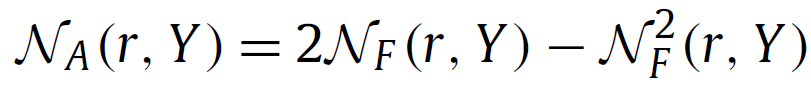 𝒩_A(r, Y) = 2𝒩_F(r, Y) − 𝒩_F^2(r, Y)